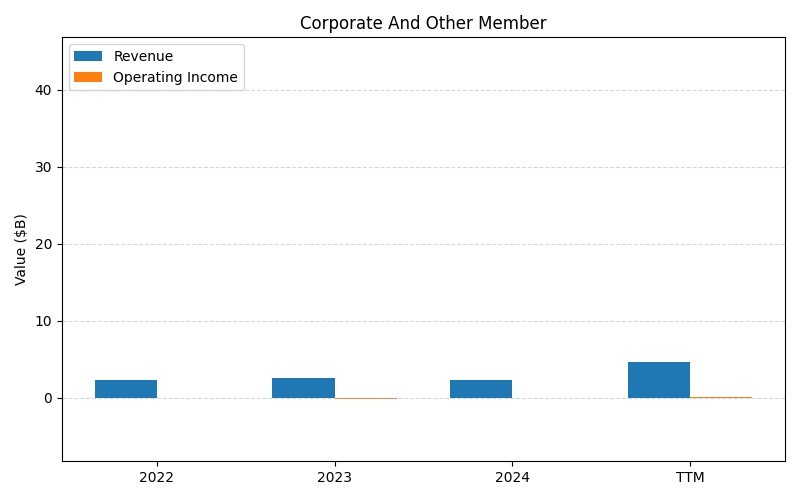 Corporate And Other Member
Revenue
Operating Income
Value ($B)
40
30
20
10
0
2022 2023 2024 TTM